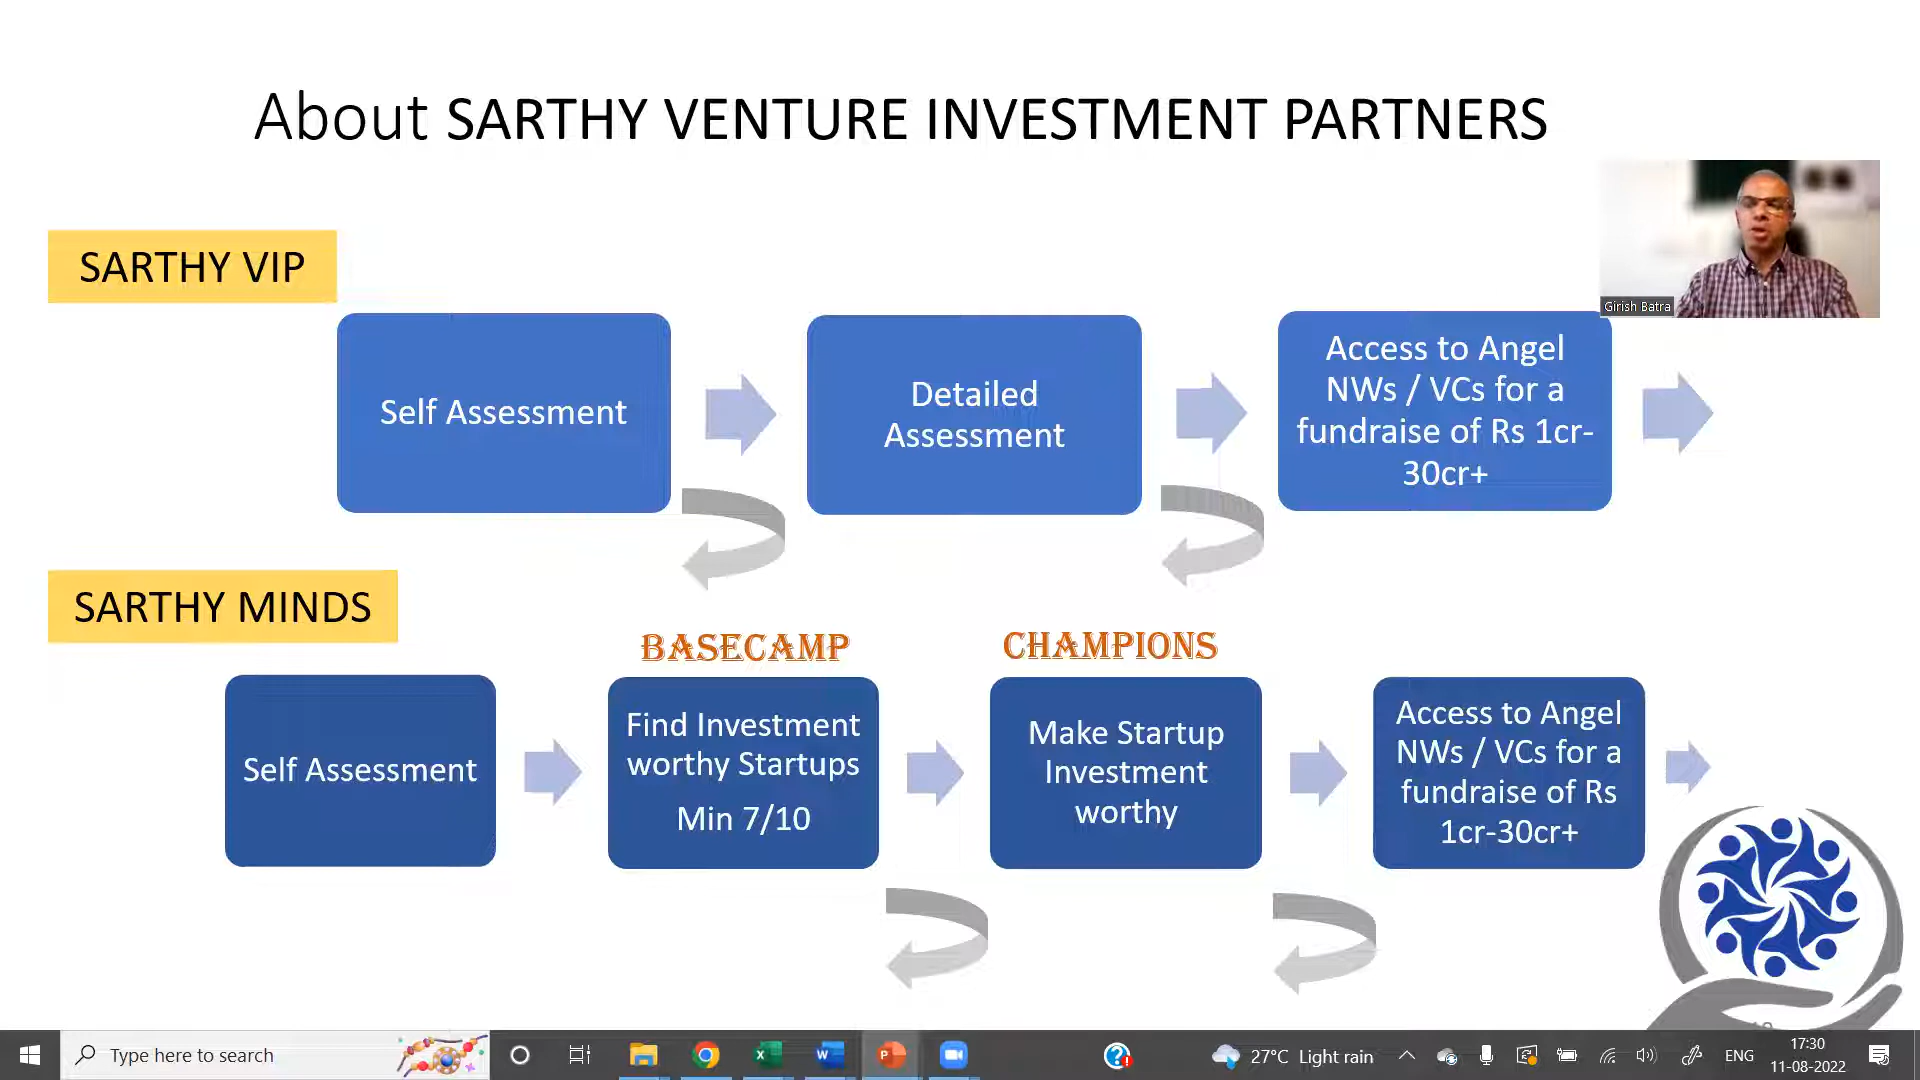 About SARTHY VENTURE INVESTMENT PARTNERS
Girish Batra
SARTHY VIP
Self Assessment
Detailed
Assessment
Access to Angel
NWs / VCs for a
fundraise of Rs 1cr-
30cr+
SARTHY MINDS
BASECAMP
CHAMPIONS
Self Assessment
Find Investment
worthy Startups
Min 7/10
Make Startup
Investment
worthy
Access to Angel
NWs / VCs for a
fundraise of Rs
1cr-30cr+
Type here to search
27°C Light rain
ENG
17:30
11-08-2022